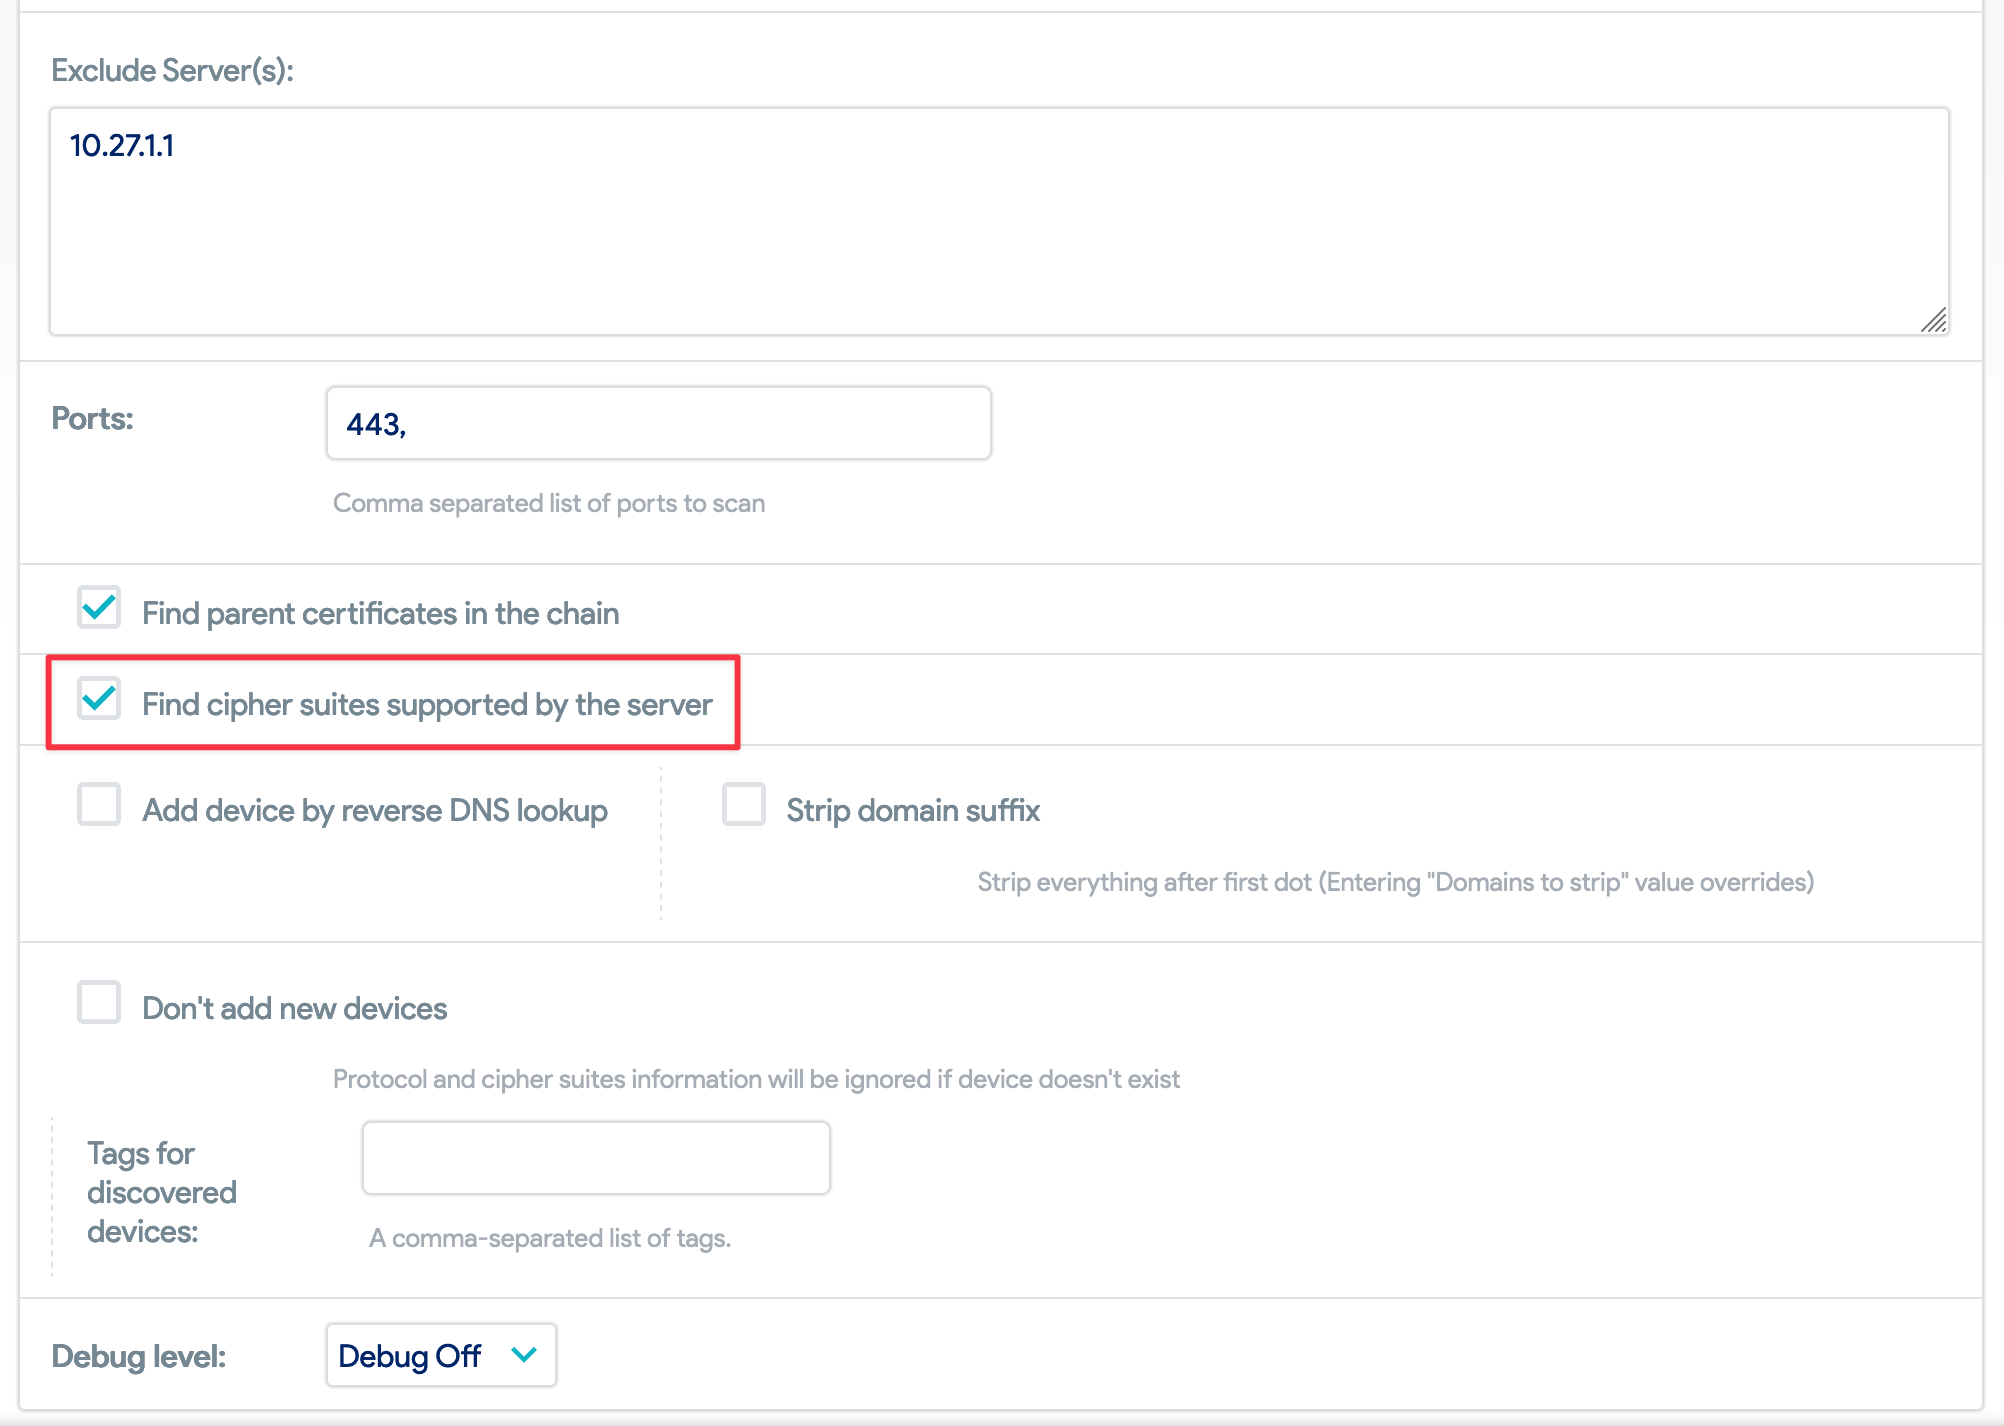 Exclude Server(s):
10.27.1.1
Ports:
443,
Comma separated list of ports to scan
Find parent certificates in the chain
Find cipher suites supported by the server
Add device by reverse DNS lookup
Strip domain suffix
Strip everything after first dot (Entering "Domains to strip" value overrides)
Don't add new devices
Protocol and cipher suites information will be ignored if device doesn't exist
Tags for
discovered
devices:
A comma-separated list of tags.
Debug level:
Debug Off